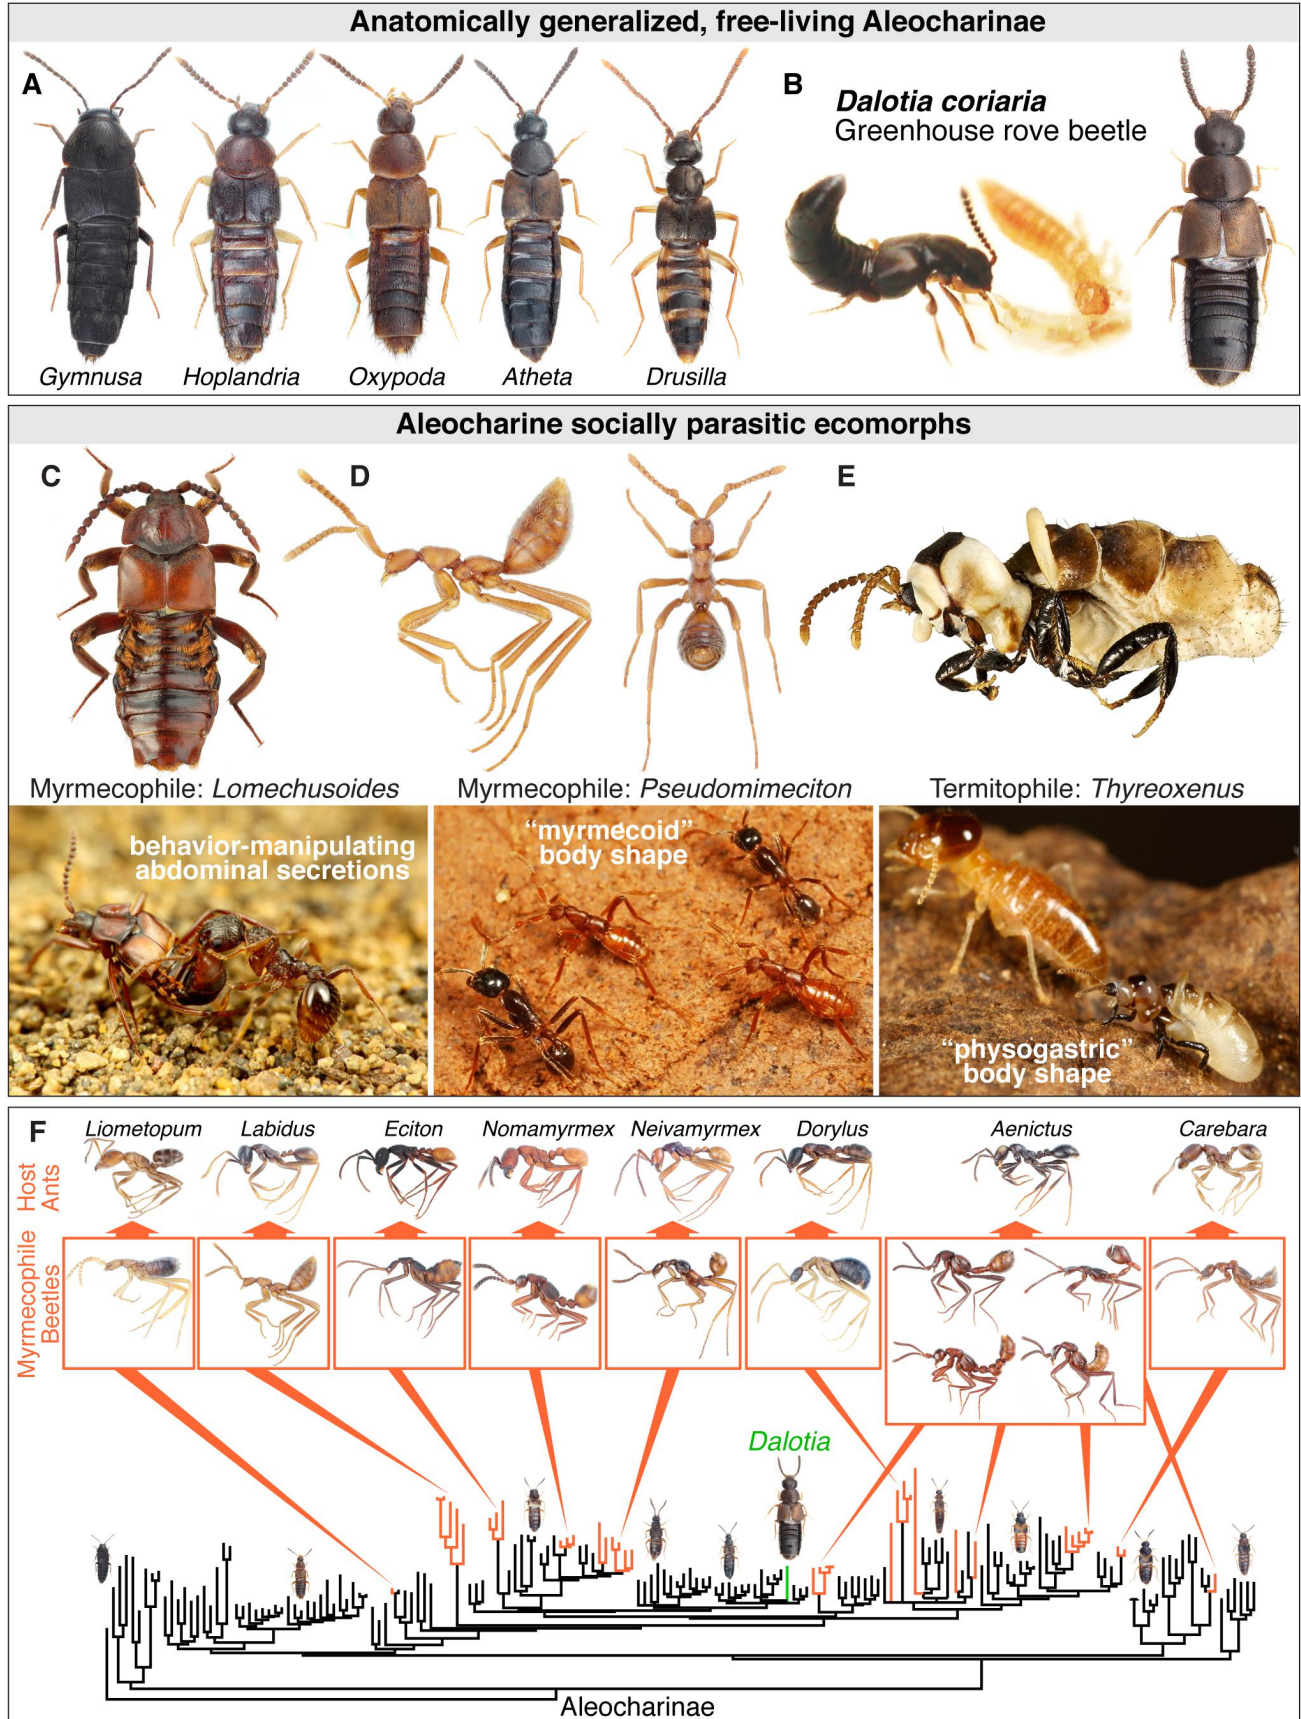 Anatomically generalized, free-living Aleocharinae
A
B
Dalotia coriaria
Greenhouse rove beetle
Gymnusa
Hoplandria
Oxypoda
Atheta
Drusilla
Aleocharine socially parasitic ecomorphs
C
D
E
Myrmecophile: Lomechusoides
Myrmecophile: Pseudomimeciton
Termitophile: Thyreoxenus
behavior-manipulating
abdominal secretions
“myrmecoid”
body shape
“physogastric”
body shape
F
Liometopum
Labidus
Eciton
Nomamyrmex
Neivamyrmex
Dorylus
Aenictus
Carebara
Host
Ants
Myrmecophile
Beetles
Dalotia
Aleocharinae